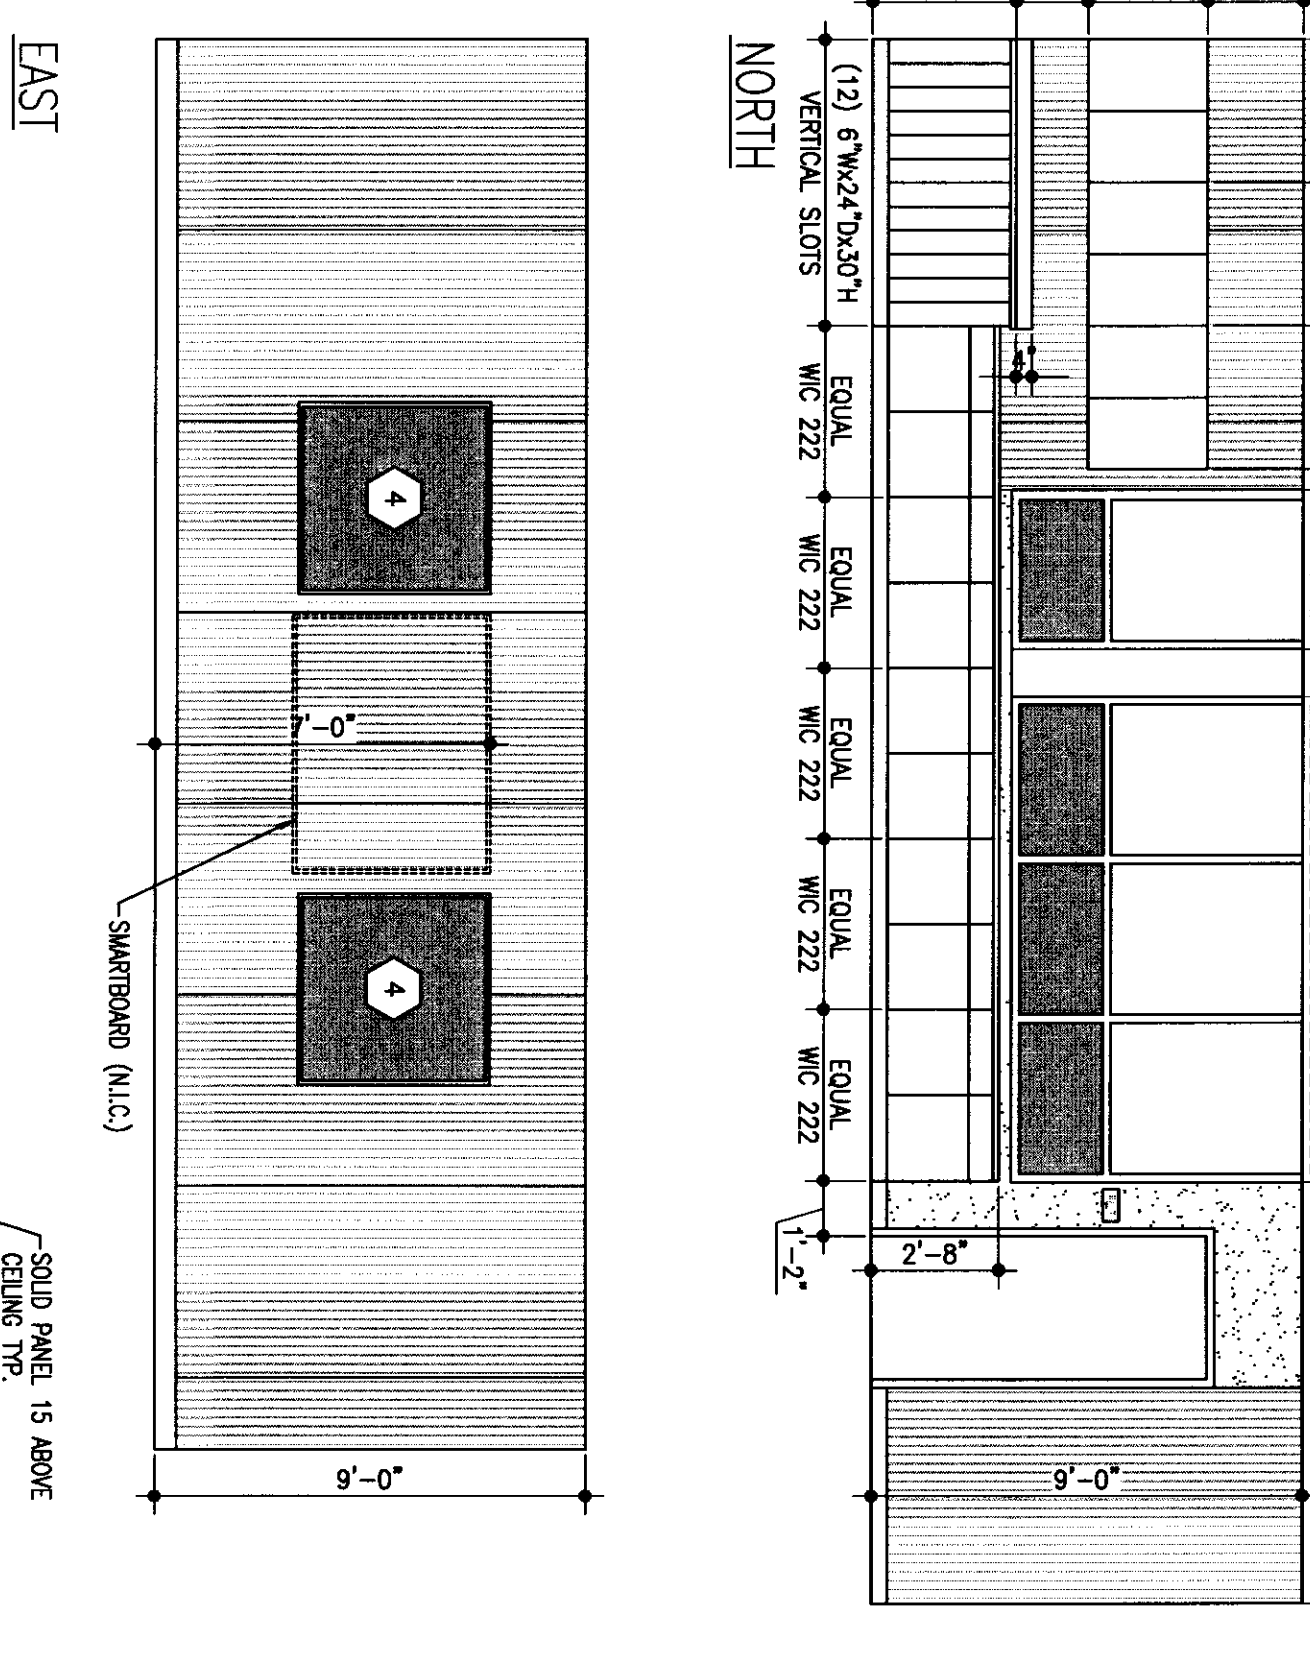 4"
(12) 6"Wx24"Dx30"H
VERTICAL SLOTS
EQUAL
WIC 222
EQUAL
WIC 222
EQUAL
WIC 222
EQUAL
WIC 222
EQUAL
WIC 222
1'-2"
2'-8"
9'-0"
NORTH
4
7'-0"
4
9'-0"
SMARTBOARD (N.I.C.)
EAST
SOLID PANEL 15 ABOVE
CEILING TYP.